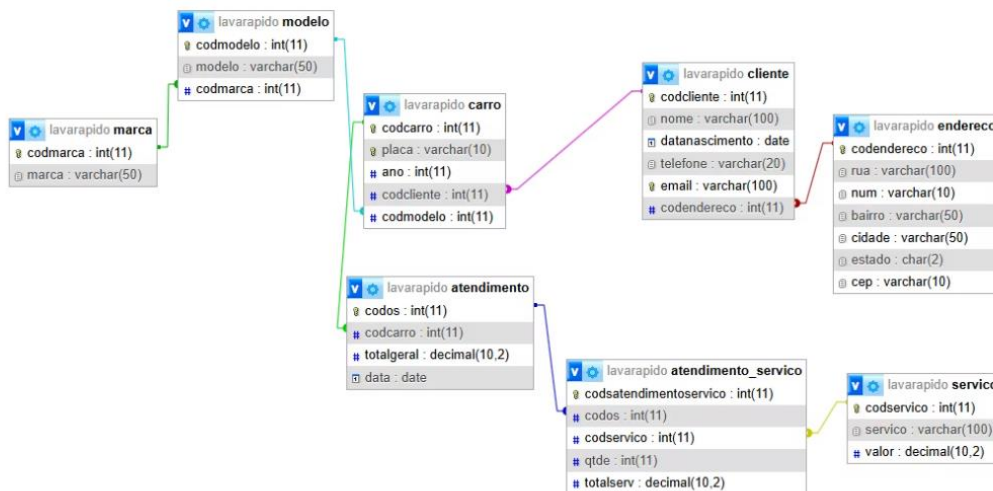 lavarapido modelo
codmodelo : int(11)
modelo : varchar(50)
codmarca : int(11)
lavarapido marca
codmarca : int(11)
marca : varchar(50)
lavarapido carro
codcarro : int(11)
placa : varchar(10)
ano : int(11)
codcliente : int(11)
codmodelo : int(11)
lavarapido cliente
codcliente : int(11)
nome : varchar(100)
datanascimento : date
telefone : varchar(20)
email : varchar(100)
codendereco : int(11)
lavarapido endereco
codendereco : int(11)
rua : varchar(100)
num : varchar(10)
bairro : varchar(50)
cidade : varchar(50)
estado : char(2)
cep : varchar(10)
lavarapido atendimento
codos : int(11)
codcarro : int(11)
totalgeral : decimal(10,2)
data : date
lavarapido atendimento_servico
codsatendimentoservico : int(11)
codos : int(11)
codservico : int(11)
qtde : int(11)
totalserv : decimal(10,2)
lavarapido servico
codservico : int(11)
servico : varchar(100)
valor : decimal(10,2)